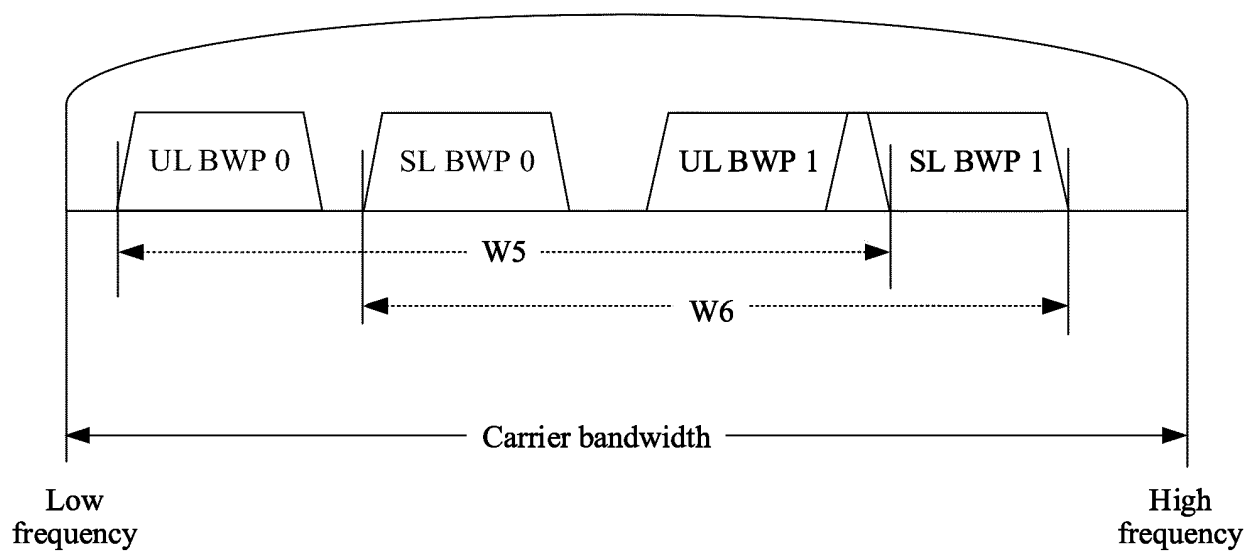 UL BWP 0
SL BWP 0
UL BWP 1
SL BWP 1
W5
W6
Carrier bandwidth
Low
frequency
High
frequency